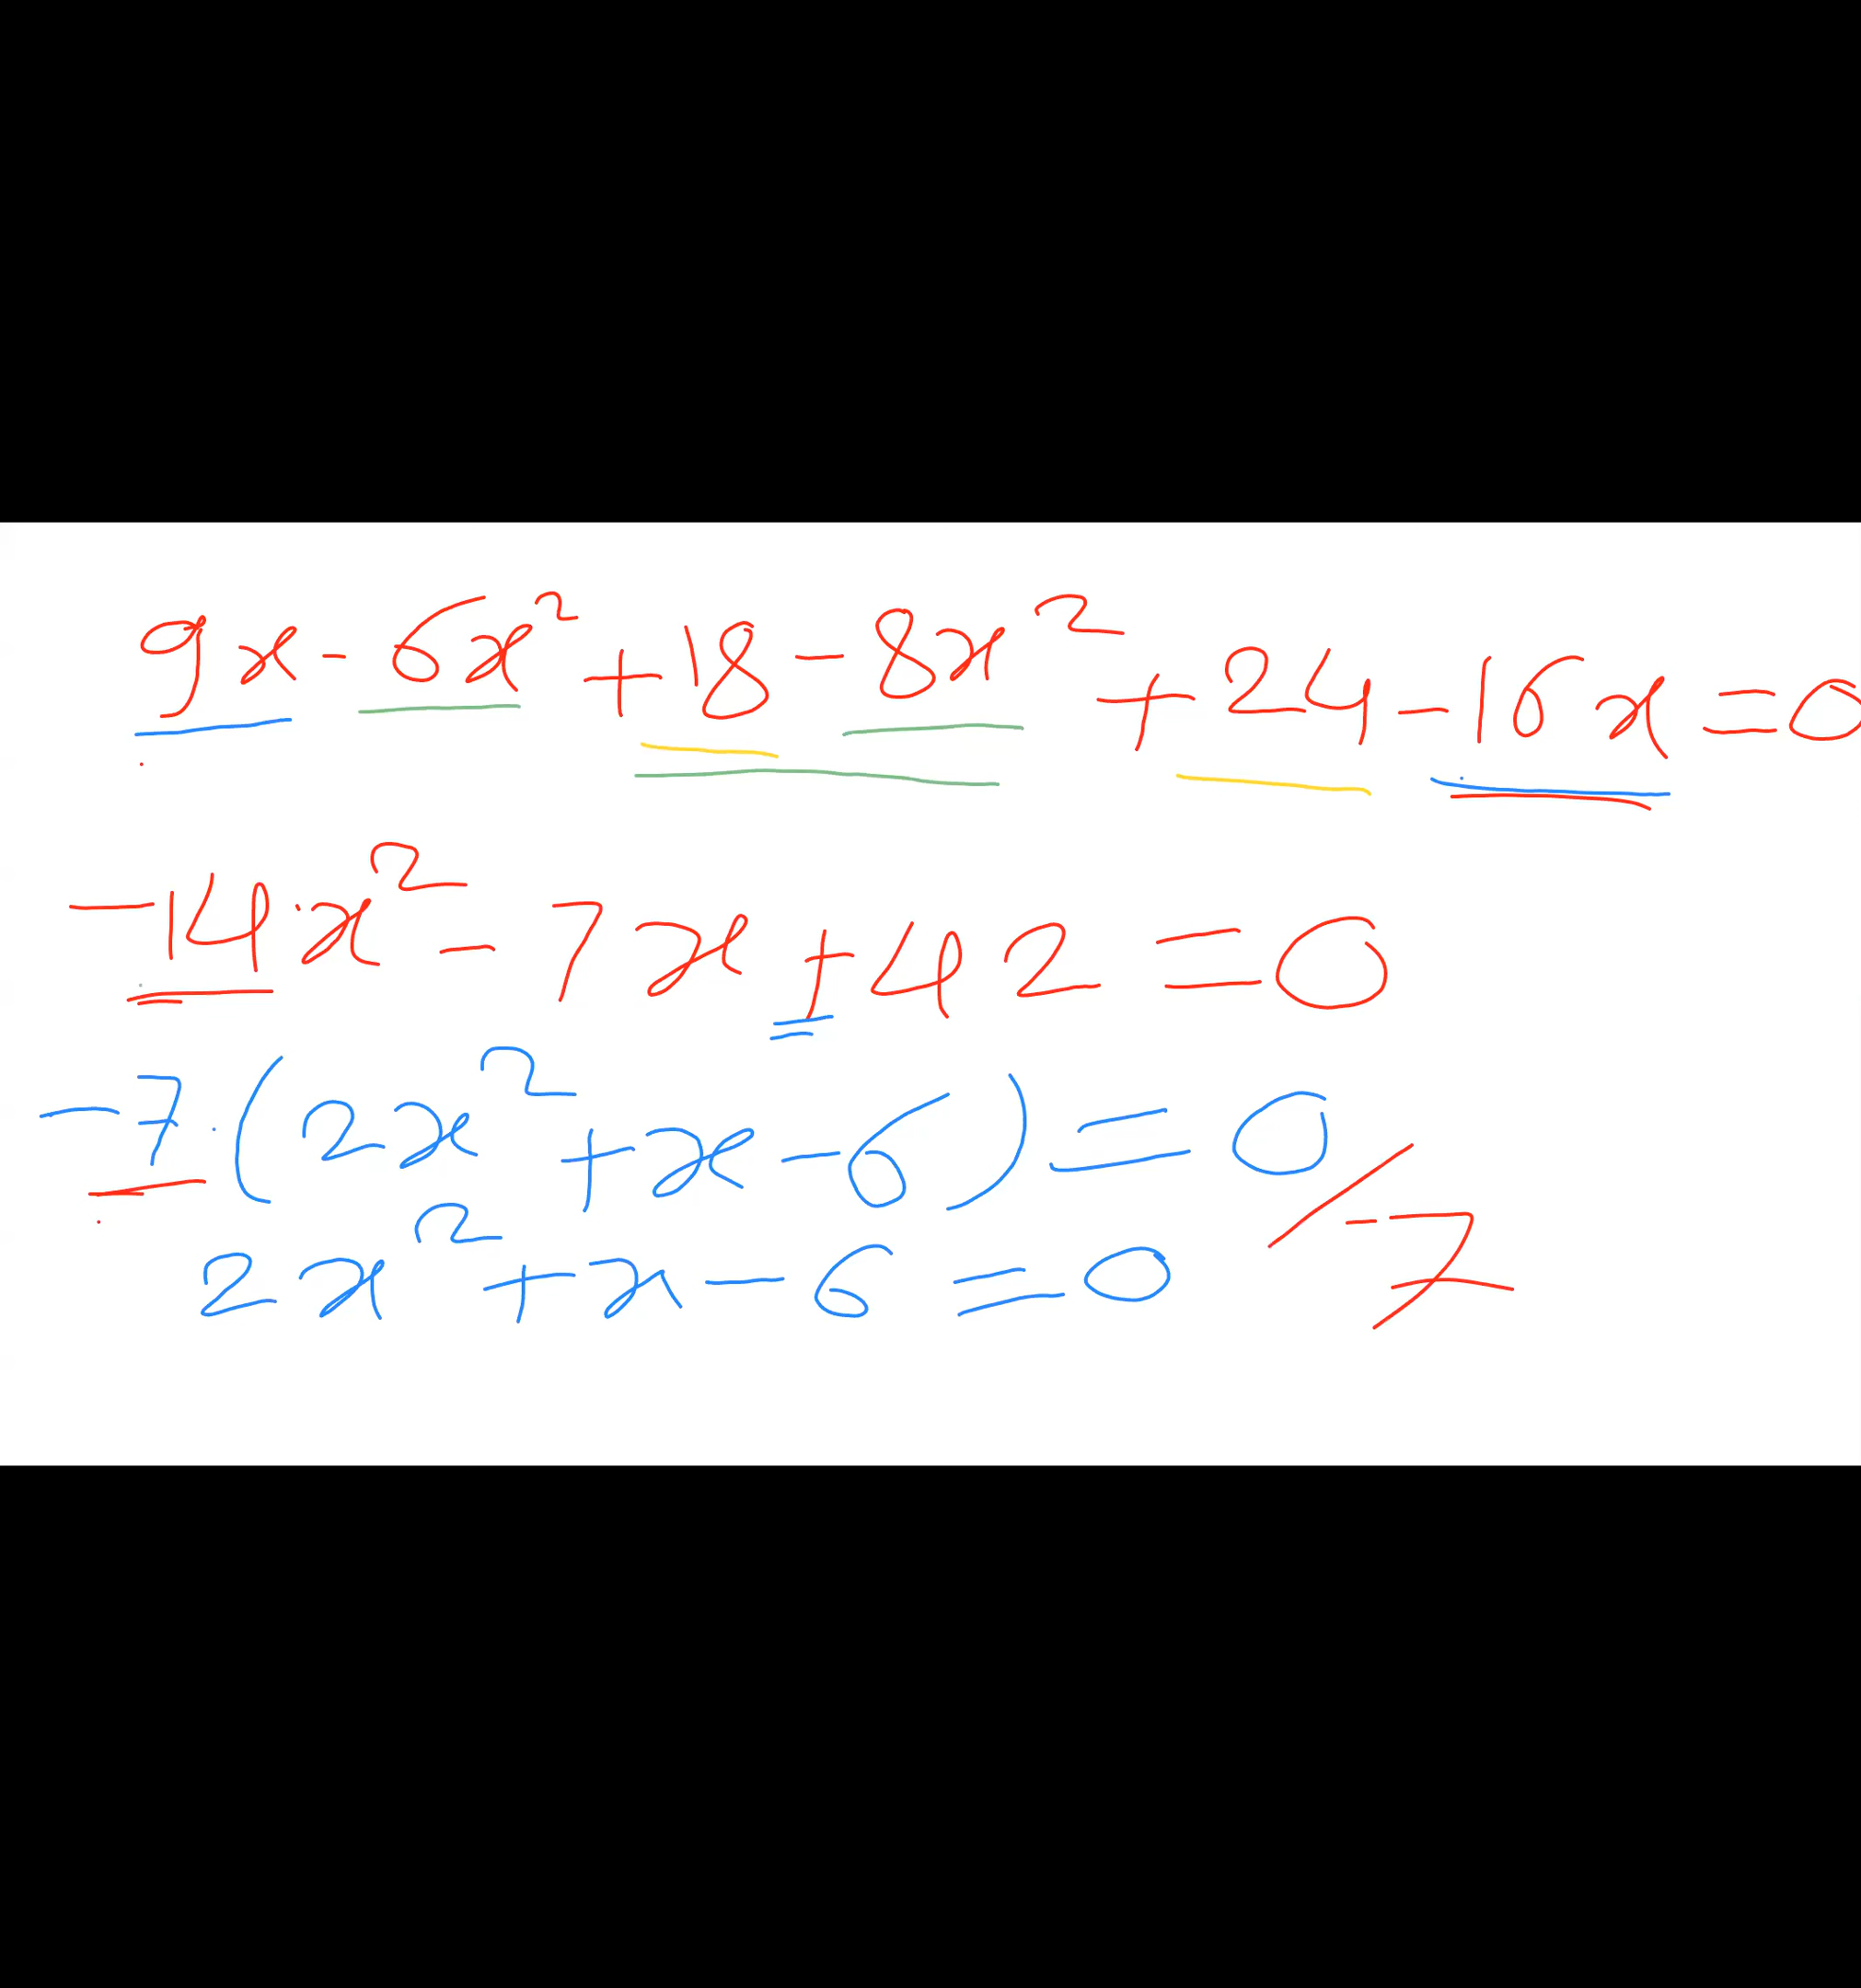 9x - 6x² + 18 - 8x² + 24 - 16x = 0
-14x² - 7x + 42 = 0
-7 · (2x² + x - 6) = 0 / -7
2x² + x - 6 = 0